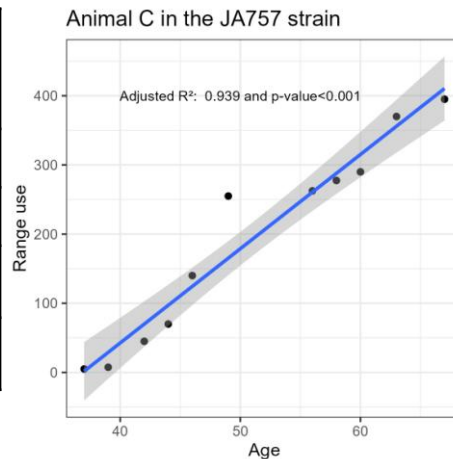 Animal C in the JA757 strain
Adjusted R²: 0.939 and p-value<0.001
400
300
200
100
0
Range use
40 50 60
Age